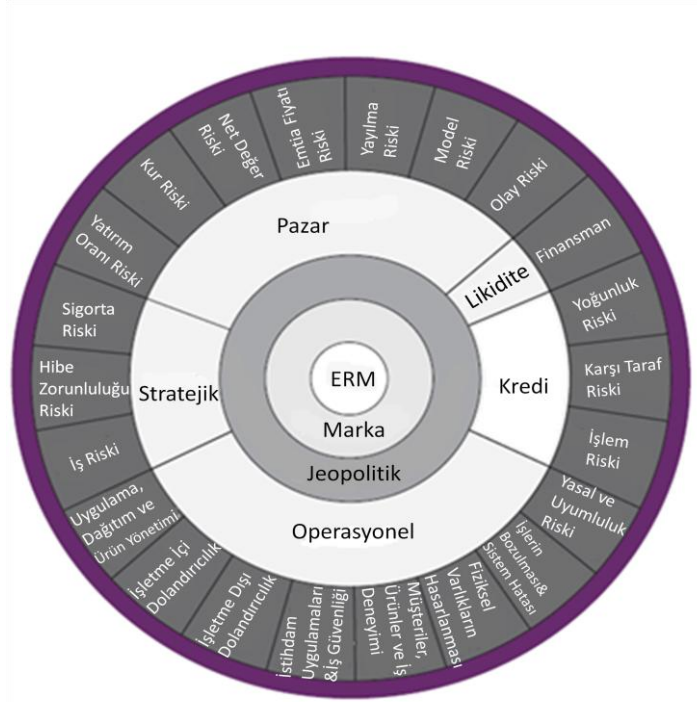 Yatırım
Oranı Riski
Kur Riski
Net Değer
Riski
Emtia Fiyatı
Riski
Yayılma
Riski
Model
Riski
Olay Riski
Finansman
Yoğunluk
Riski
Karşı Taraf
Riski
İşlem
Riski
Yasal ve
Uyumluluk
Riski
İşlerin
Bozulması&
Sistem Hatası
Fiziksel
Varlıkların
Hasarlanması
Müşteriler,
Ürünler ve İş
Deneyimi
İstihdam
Uygulamaları
&İş Güvenliği
İşletme Dışı
Dolandırıcılık
İşletme İçi
Dolandırıcılık
Uygulama,
Dağıtım ve
Ürün Yönetimi
İş Riski
Hibe
Zorunluluğu
Riski
Sigorta
Riski
Pazar
Likidite
Kredi
Operasyonel
Stratejik
ERM
Marka
Jeopolitik